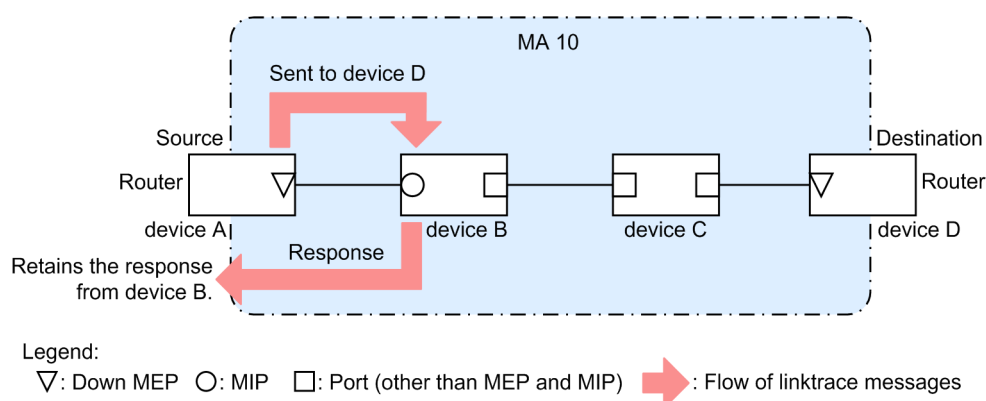 MA 10
Sent to device D
Source
Destination
Router
Router
device A
device B
device C
device D
Response
Retains the response
from device B.
Legend:
: Down MEP : MIP : Port (other than MEP and MIP) : Flow of linktrace messages